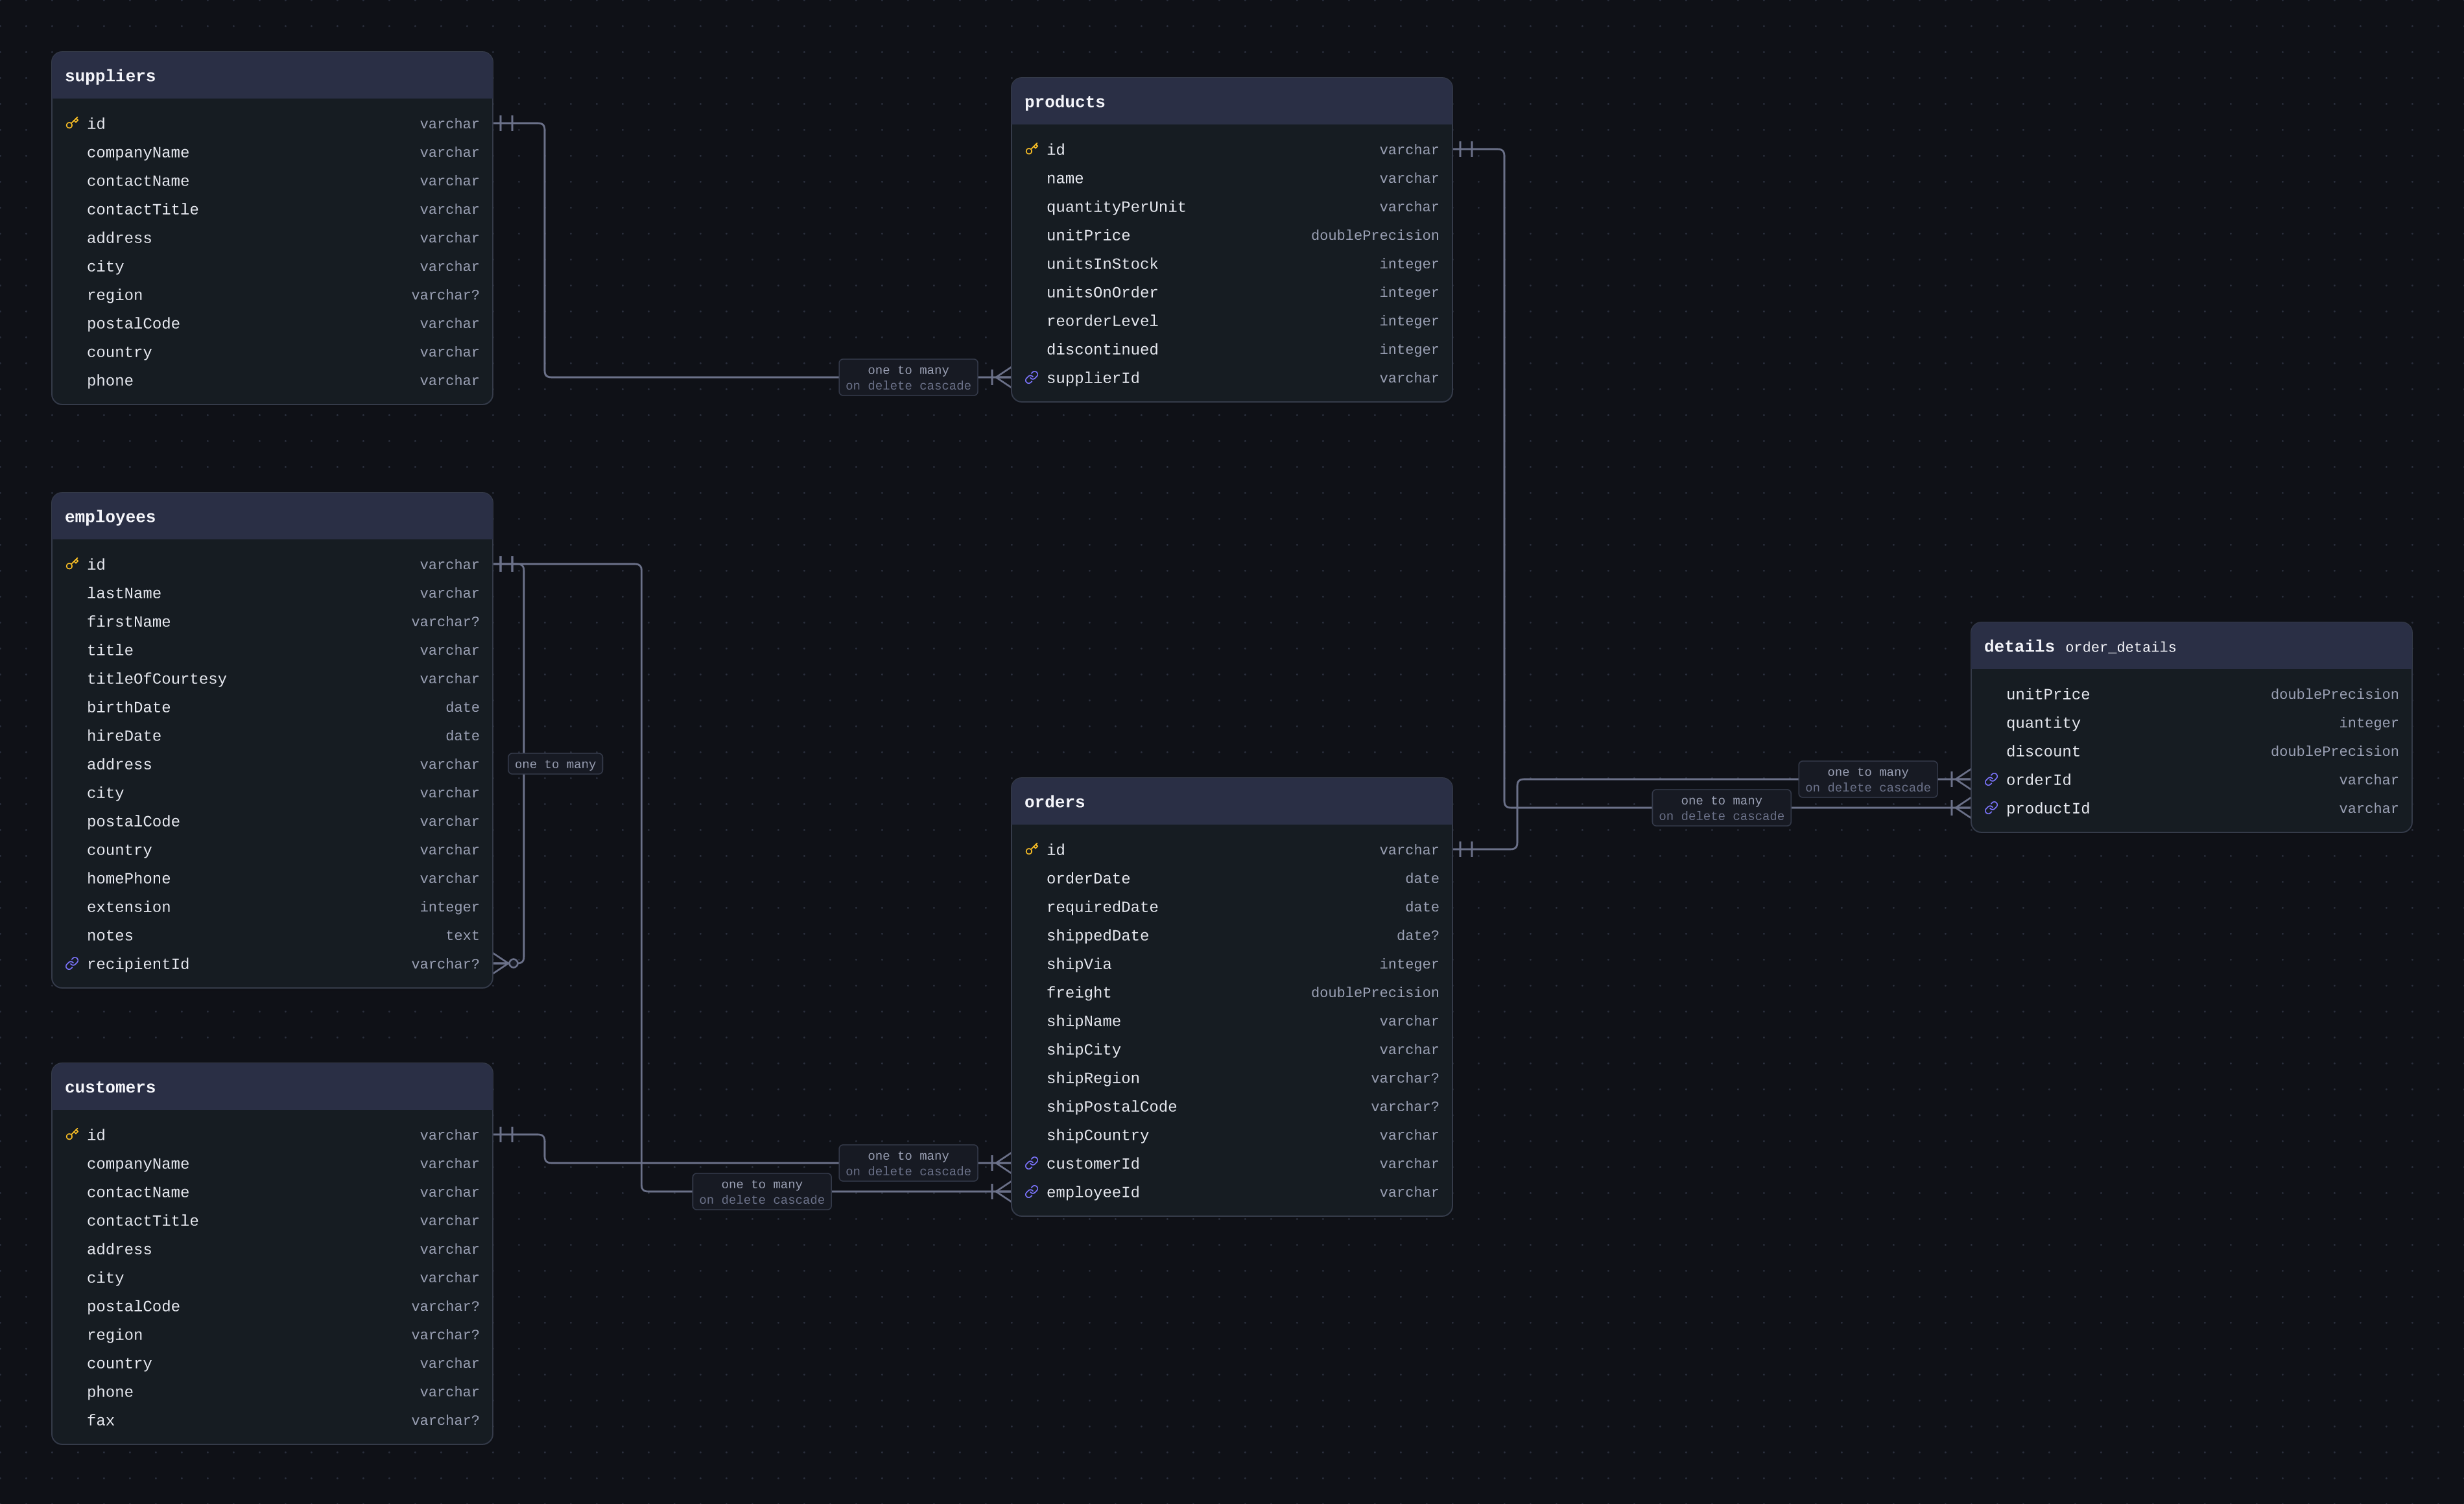 suppliers
id varchar
companyName varchar
contactName varchar
contactTitle varchar
address varchar
city varchar
region varchar?
postalCode varchar
country varchar
phone varchar
products
id varchar
name varchar
quantityPerUnit varchar
unitPrice doublePrecision
unitsInStock integer
unitsOnOrder integer
reorderLevel integer
discontinued integer
supplierId varchar
one to many
on delete cascade
employees
id varchar
lastName varchar
firstName varchar?
title varchar
titleOfCourtesy varchar
birthDate date
hireDate date
address varchar
city varchar
postalCode varchar
country varchar
homePhone varchar
extension integer
notes text
recipientId varchar?
one to many
details order_details
unitPrice doublePrecision
quantity integer
discount doublePrecision
orderId varchar
productId varchar
one to many
on delete cascade
one to many
on delete cascade
orders
id varchar
orderDate date
requiredDate date
shippedDate date?
shipVia integer
freight doublePrecision
shipName varchar
shipCity varchar
shipRegion varchar?
shipPostalCode varchar?
shipCountry varchar
customerId varchar
employeeId varchar
one to many
on delete cascade
one to many
on delete cascade
customers
id varchar
companyName varchar
contactName varchar
contactTitle varchar
address varchar
city varchar
postalCode varchar?
region varchar?
country varchar
phone varchar
fax varchar?